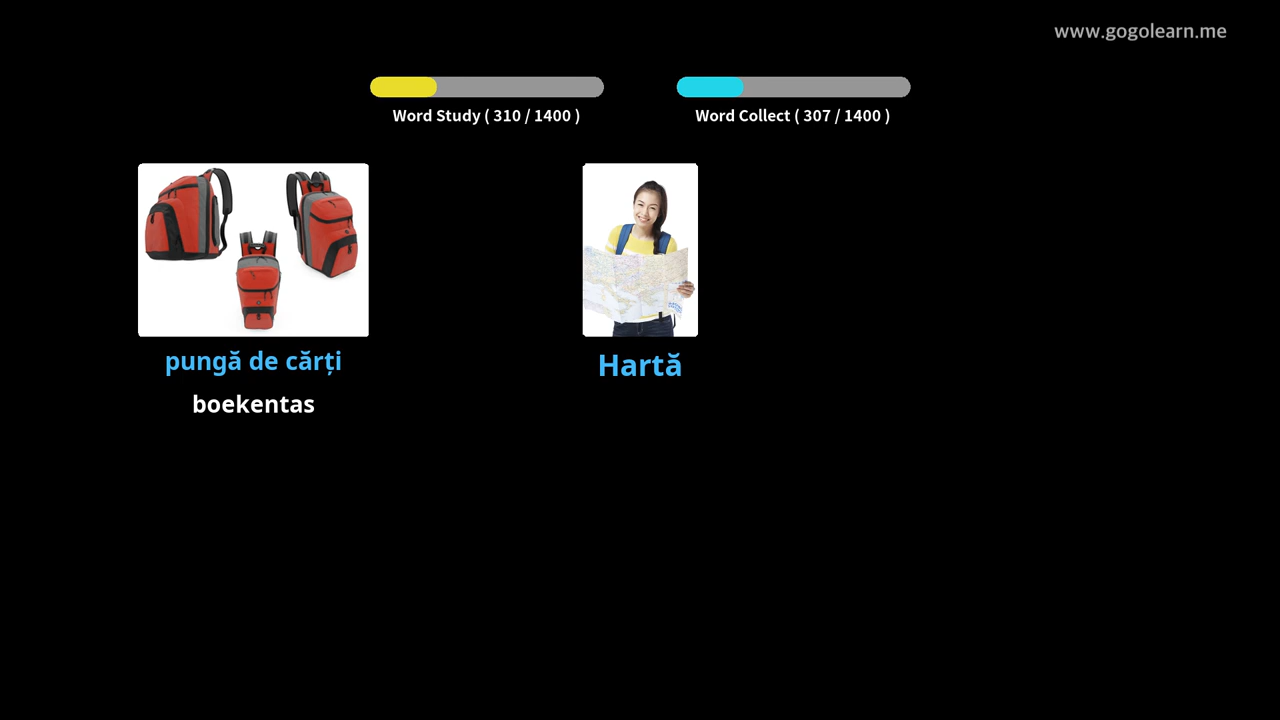 www.gogolearn.me
Word Study ( 310 / 1400 )
Word Collect ( 307 / 1400 )
pungă de cărți
boekentas
Hartă